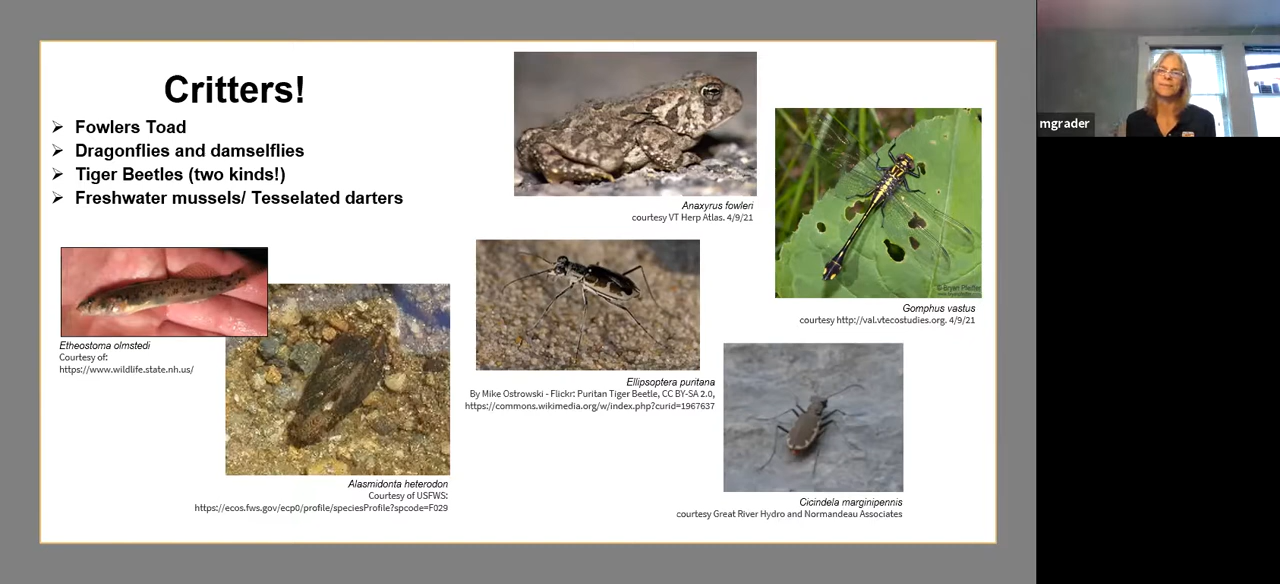 Critters!
➢ Fowlers Toad
➢ Dragonflies and damselflies
➢ Tiger Beetles (two kinds!)
➢ Freshwater mussels/ Tesselated darters
Anaxyrus fowleri
courtesy VT Herp Atlas. 4/9/21
© Bryan Pfeiffer
Gomphus vastus
courtesy http://val.vtecostudies.org. 4/9/21
Etheostoma olmstedi
Courtesy of:
https://www.wildlife.state.nh.us/
Ellipsoptera puritana
By Mike Ostrowski - Flickr: Puritan Tiger Beetle, CC BY-SA 2.0,
https://commons.wikimedia.org/w/index.php?curid=1967637
Alasmidonta heterodon
Courtesy of USFWS:
https://ecos.fws.gov/ecp0/profile/speciesProfile?spcode=F029
Cicindela marginipennis
courtesy Great River Hydro and Normandeau Associates
mgrader